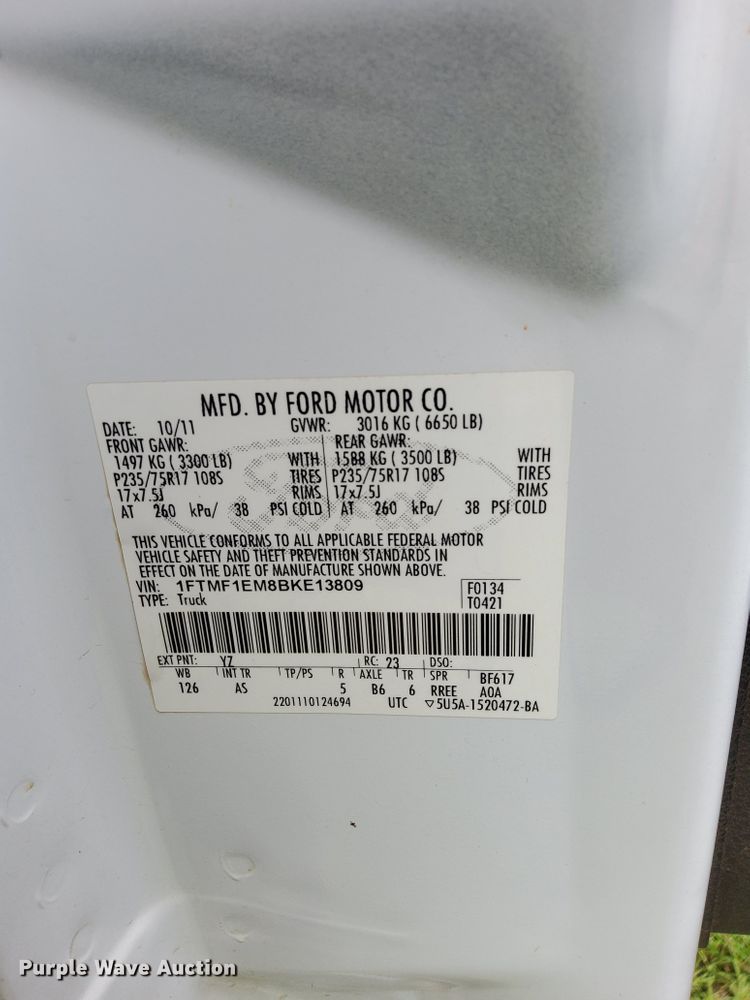 MFD. BY FORD MOTOR CO.
DATE: 10/11 GVWR: 3016 KG ( 6650 LB)
FRONT GAWR: REAR GAWR:
1497 KG ( 3300 LB) WITH 1588 KG ( 3500 LB) WITH
P235/75R17 108S TIRES P235/75R17 108S TIRES
17x7.5J RIMS 17x7.5J RIMS
AT 260 kPa/ 38 PSI COLD AT 260 kPa/ 38 PSI COLD
THIS VEHICLE CONFORMS TO ALL APPLICABLE FEDERAL MOTOR
VEHICLE SAFETY AND THEFT PREVENTION STANDARDS IN
EFFECT ON THE DATE OF MANUFACTURE SHOWN ABOVE.
VIN: 1FTMF1EM8BKE13809 F0134
TYPE: Truck T0421
EXT PNT: YZ RC: 23 DSO:
WB INT TR TP/PS R AXLE TR SPR BF617
126 AS 5 B6 6 RREE A0A
2201110124694 UTC ▽5U5A-1520472-BA
Purple Wave Auction